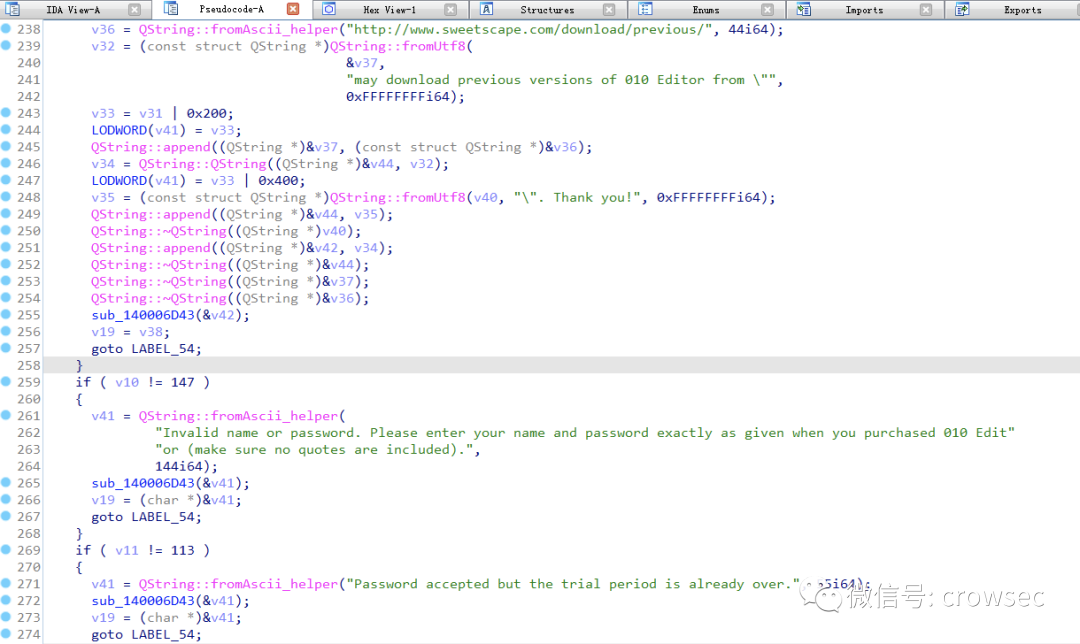 IDA View-A Pseudocode-A Hex View-1 Structures Enums Imports Exports
238 v36 = QString::fromAscii_helper("http://www.sweetscape.com/download/previous/", 44i64);
239 v32 = (const struct QString *)QString::fromUtf8(
240 &v37,
241 "may download previous versions of 010 Editor from \"",
242 0xFFFFFFFFi64);
243 v33 = v31 | 0x200;
244 LODWORD(v41) = v33;
245 QString::append((QString *)&v37, (const struct QString *)&v36);
246 v34 = QString::QString((QString *)&v44, v32);
247 LODWORD(v41) = v33 | 0x400;
248 v35 = (const struct QString *)QString::fromUtf8(v40, "\". Thank you!", 0xFFFFFFFFi64);
249 QString::append((QString *)&v44, v35);
250 QString::~QString((QString *)v40);
251 QString::append((QString *)&v42, v34);
252 QString::~QString((QString *)&v44);
253 QString::~QString((QString *)&v37);
254 QString::~QString((QString *)&v36);
255 sub_140006D43(&v42);
256 v19 = v38;
257 goto LABEL_54;
258 }
259 if ( v10 != 147 )
260 {
261 v41 = QString::fromAscii_helper(
262 "Invalid name or password. Please enter your name and password exactly as given when you purchased 010 Edit"
263 "or (make sure no quotes are included).",
264 144i64);
265 sub_140006D43(&v41);
266 v19 = (char *)&v41;
267 goto LABEL_54;
268 }
269 if ( v11 != 113 )
270 {
271 v41 = QString::fromAscii_helper("Password accepted but the trial period is already over.", 5i64);
272 sub_140006D43(&v41);
273 v19 = (char *)&v41;
274 goto LABEL_54;
微信号: crowsec